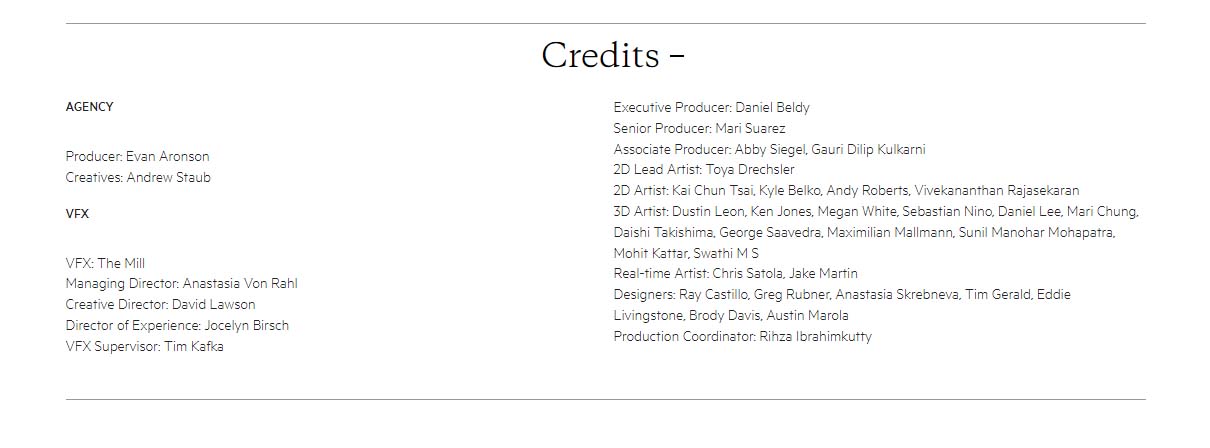 Credits –
AGENCY
Producer: Evan Aronson
Creatives: Andrew Staub
VFX
VFX: The Mill
Managing Director: Anastasia Von Rahl
Creative Director: David Lawson
Director of Experience: Jocelyn Birsch
VFX Supervisor: Tim Kafka
Executive Producer: Daniel Beldy
Senior Producer: Mari Suarez
Associate Producer: Abby Siegel, Gauri Dilip Kulkarni
2D Lead Artist: Toya Drechsler
2D Artist: Kai Chun Tsai, Kyle Belko, Andy Roberts, Vivekananthan Rajasekaran
3D Artist: Dustin Leon, Ken Jones, Megan White, Sebastian Nino, Daniel Lee, Mari Chung,
Daishi Takishima, George Saavedra, Maximilian Mallmann, Sunil Manohar Mohapatra,
Mohit Kattar, Swathi M S
Real-time Artist: Chris Satola, Jake Martin
Designers: Ray Castillo, Greg Rubner, Anastasia Skrebneva, Tim Gerald, Eddie
Livingstone, Brody Davis, Austin Marola
Production Coordinator: Rihza Ibrahimkutty